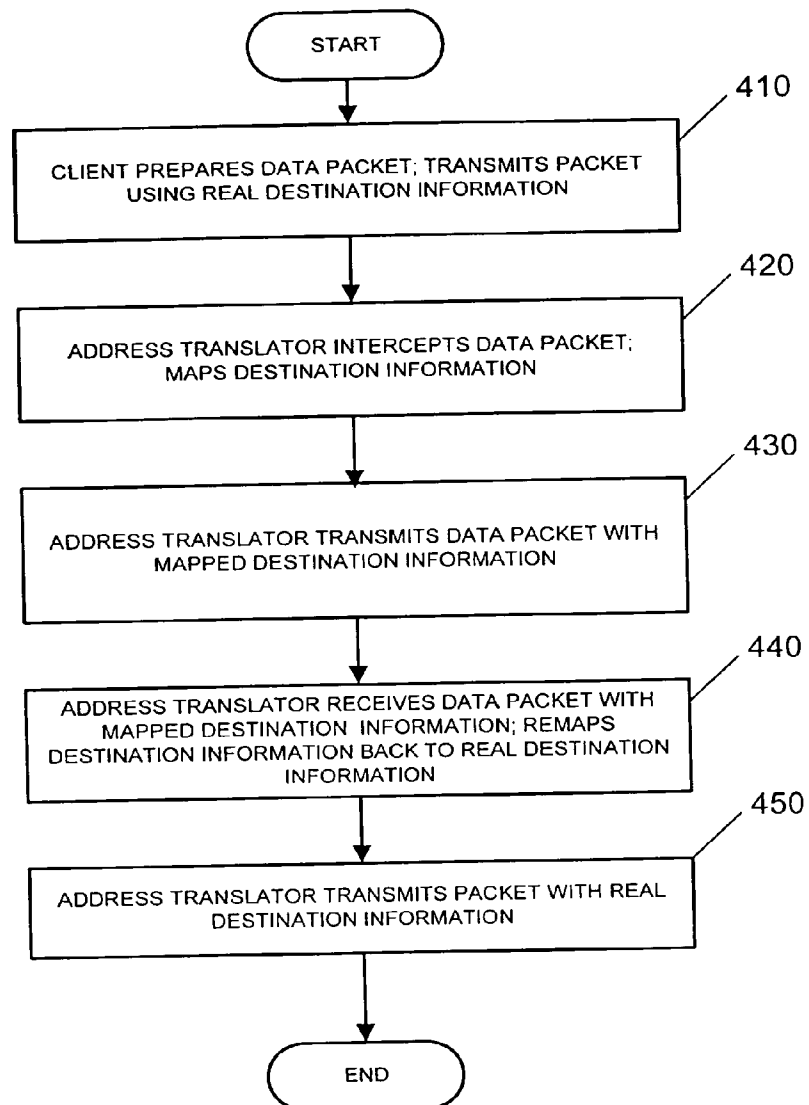 START
410
CLIENT PREPARES DATA PACKET; TRANSMITS PACKET
USING REAL DESTINATION INFORMATION
420
ADDRESS TRANSLATOR INTERCEPTS DATA PACKET;
MAPS DESTINATION INFORMATION
430
ADDRESS TRANSLATOR TRANSMITS DATA PACKET WITH
MAPPED DESTINATION INFORMATION
440
ADDRESS TRANSLATOR RECEIVES DATA PACKET WITH
MAPPED DESTINATION INFORMATION; REMAPS
DESTINATION INFORMATION BACK TO REAL DESTINATION
INFORMATION
450
ADDRESS TRANSLATOR TRANSMITS PACKET WITH REAL
DESTINATION INFORMATION
END